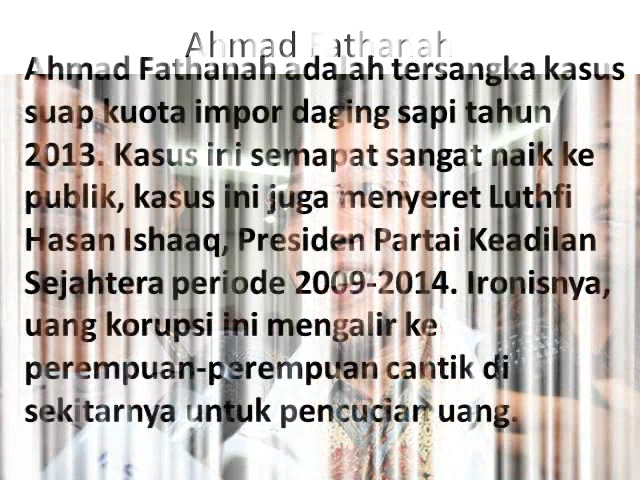 Ahmad Fathanah
Ahmad Fathanah adalah tersangka kasus
suap kuota impor daging sapi tahun
2013. Kasus ini semapat sangat naik ke
publik, kasus ini juga menyeret Luthfi
Hasan Ishaaq, Presiden Partai Keadilan
Sejahtera periode 2009-2014. Ironisnya,
uang korupsi ini mengalir ke
perempuan-perempuan cantik di
sekitarnya untuk pencucian uang.